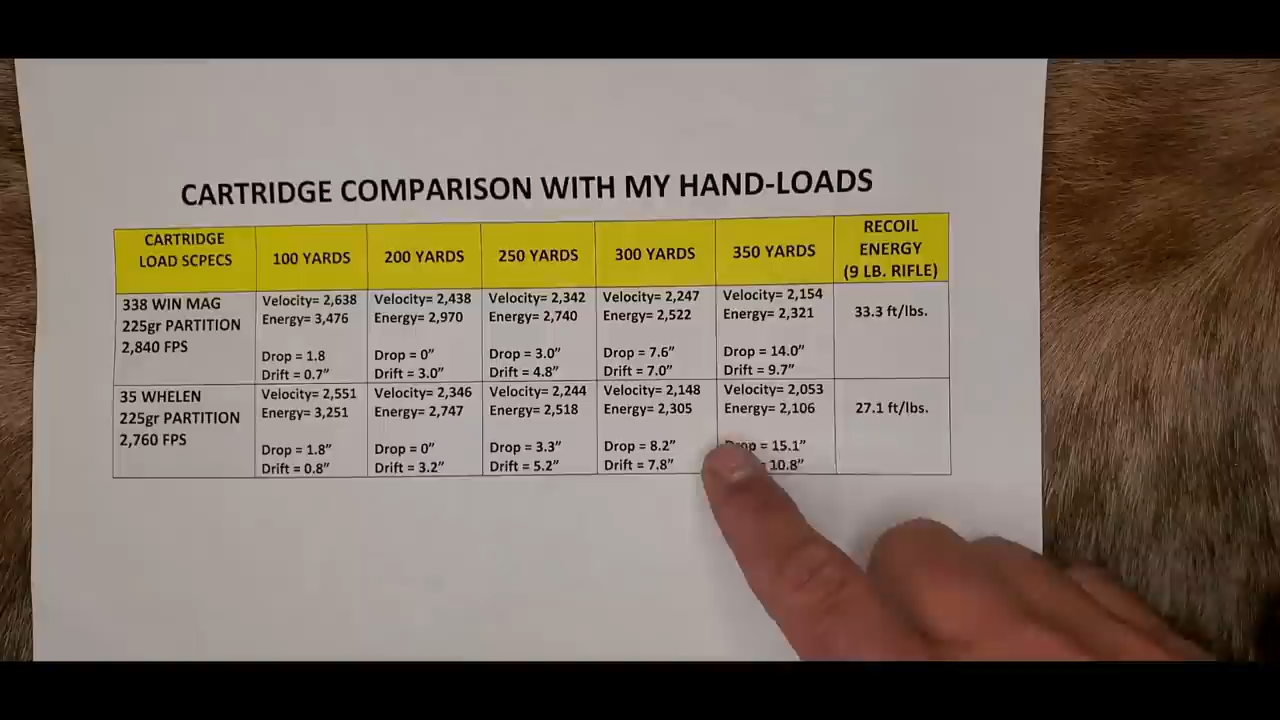 CARTRIDGE COMPARISON WITH MY HAND-LOADS
CARTRIDGE
LOAD SCPECS
100 YARDS
200 YARDS
250 YARDS
300 YARDS
350 YARDS
RECOIL
ENERGY
(9 LB. RIFLE)
338 WIN MAG
225gr PARTITION
2,840 FPS
Velocity= 2,638
Energy= 3,476
Drop = 1.8
Drift = 0.7”
Velocity= 2,438
Energy= 2,970
Drop = 0”
Drift = 3.0”
Velocity= 2,342
Energy= 2,740
Drop = 3.0”
Drift = 4.8”
Velocity= 2,247
Energy= 2,522
Drop = 7.6”
Drift = 7.0”
Velocity= 2,154
Energy= 2,321
Drop = 14.0”
Drift = 9.7”
33.3 ft/lbs.
35 WHELEN
225gr PARTITION
2,760 FPS
Velocity= 2,551
Energy= 3,251
Drop = 1.8”
Drift = 0.8”
Velocity= 2,346
Energy= 2,747
Drop = 0”
Drift = 3.2”
Velocity= 2,244
Energy= 2,518
Drop = 3.3”
Drift = 5.2”
Velocity= 2,148
Energy= 2,305
Drop = 8.2”
Drift = 7.8”
Velocity= 2,053
Energy= 2,106
Drop = 15.1”
= 10.8”
27.1 ft/lbs.